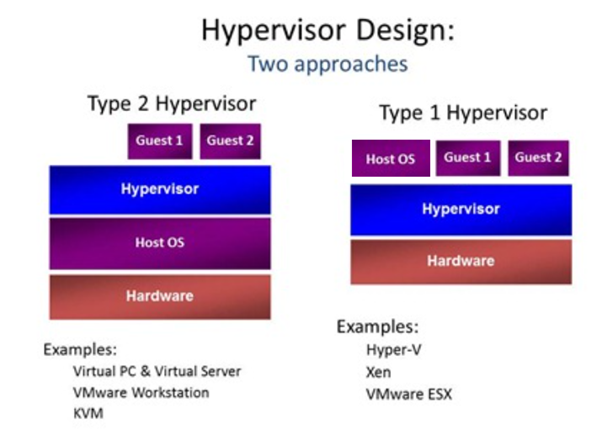 Hypervisor Design:
Two approaches
Type 2 Hypervisor
Guest 1 Guest 2
Hypervisor
Host OS
Hardware
Examples:
Virtual PC & Virtual Server
VMware Workstation
KVM
Type 1 Hypervisor
Host OS Guest 1 Guest 2
Hypervisor
Hardware
Examples:
Hyper-V
Xen
VMware ESX